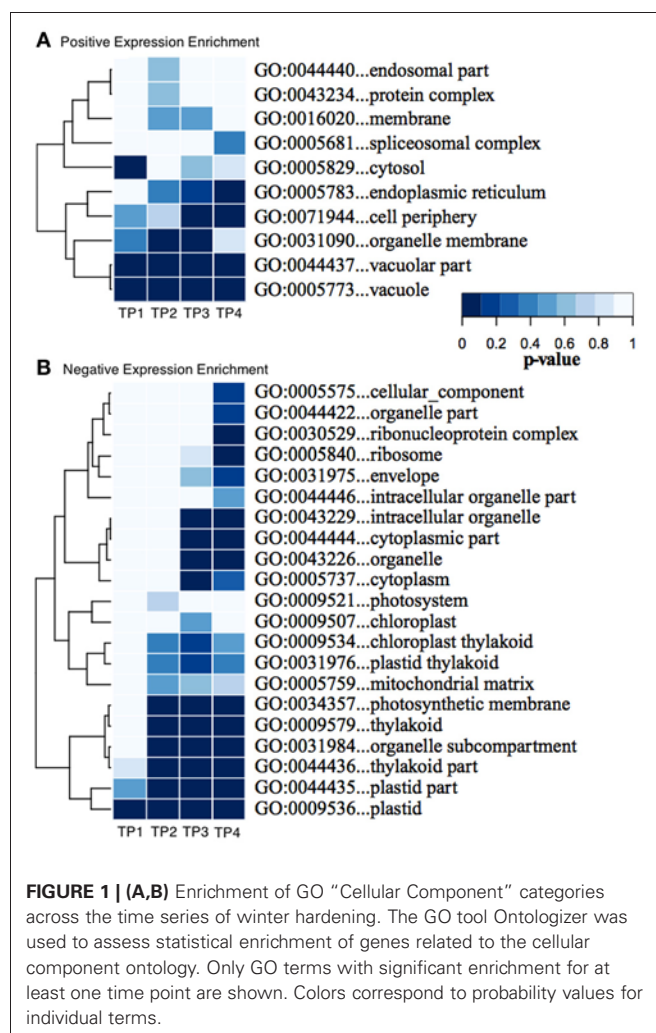 A Positive Expression Enrichment
GO:0044440...endosomal part
GO:0043234...protein complex
GO:0016020...membrane
GO:0005681...spliceosomal complex
GO:0005829...cytosol
GO:0005783...endoplasmic reticulum
GO:0071944...cell periphery
GO:0031090...organelle membrane
GO:0044437...vacuolar part
GO:0005773...vacuole
TP1 TP2 TP3 TP4
0 0.2 0.4 0.6 0.8 1
p-value
B Negative Expression Enrichment
GO:0005575...cellular_component
GO:0044422...organelle part
GO:0030529...ribonucleoprotein complex
GO:0005840...ribosome
GO:0031975...envelope
GO:0044446...intracellular organelle part
GO:0043229...intracellular organelle
GO:0044444...cytoplasmic part
GO:0043226...organelle
GO:0005737...cytoplasm
GO:0009521...photosystem
GO:0009507...chloroplast
GO:0009534...chloroplast thylakoid
GO:0031976...plastid thylakoid
GO:0005759...mitochondrial matrix
GO:0034357...photosynthetic membrane
GO:0009579...thylakoid
GO:0031984...organelle subcompartment
GO:0044436...thylakoid part
GO:0044435...plastid part
GO:0009536...plastid
TP1 TP2 TP3 TP4
FIGURE 1 | (A,B) Enrichment of GO “Cellular Component” categories
across the time series of winter hardening. The GO tool Ontologizer was
used to assess statistical enrichment of genes related to the cellular
component ontology. Only GO terms with significant enrichment for at
least one time point are shown. Colors correspond to probability values for
individual terms.